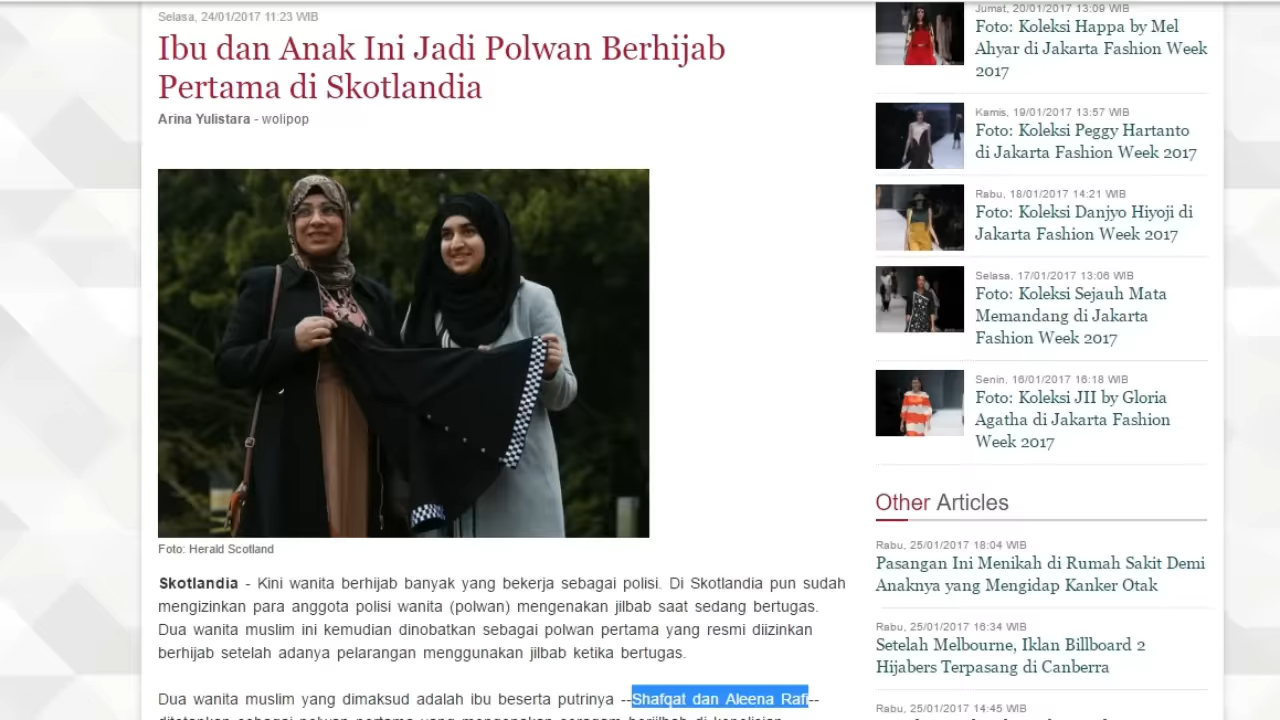 Selasa, 24/01/2017 11:23 WIB
Ibu dan Anak Ini Jadi Polwan Berhijab
Pertama di Skotlandia
Arina Yulistara - wolipop
Foto: Herald Scotland
Skotlandia - Kini wanita berhijab banyak yang bekerja sebagai polisi. Di Skotlandia pun sudah
mengizinkan para anggota polisi wanita (polwan) mengenakan jilbab saat sedang bertugas.
Dua wanita muslim ini kemudian dinobatkan sebagai polwan pertama yang resmi diizinkan
berhijab setelah adanya pelarangan menggunakan jilbab ketika bertugas.
Dua wanita muslim yang dimaksud adalah ibu beserta putrinya --Shafqat dan Aleena Rafi--
Jumat, 20/01/2017 13:09 WIB
Foto: Koleksi Happa by Mel
Ahyar di Jakarta Fashion Week
2017
Kamis, 19/01/2017 13:57 WIB
Foto: Koleksi Peggy Hartanto
di Jakarta Fashion Week 2017
Rabu, 18/01/2017 14:21 WIB
Foto: Koleksi Danjyo Hiyoji di
Jakarta Fashion Week 2017
Selasa, 17/01/2017 13:06 WIB
Foto: Koleksi Sejauh Mata
Memandang di Jakarta
Fashion Week 2017
Senin, 16/01/2017 16:18 WIB
Foto: Koleksi JII by Gloria
Agatha di Jakarta Fashion
Week 2017
Other Articles
Rabu, 25/01/2017 18:04 WIB
Pasangan Ini Menikah di Rumah Sakit Demi
Anaknya yang Mengidap Kanker Otak
Rabu, 25/01/2017 16:34 WIB
Setelah Melbourne, Iklan Billboard 2
Hijabers Terpasang di Canberra
Rabu, 25/01/2017 14:45 WIB